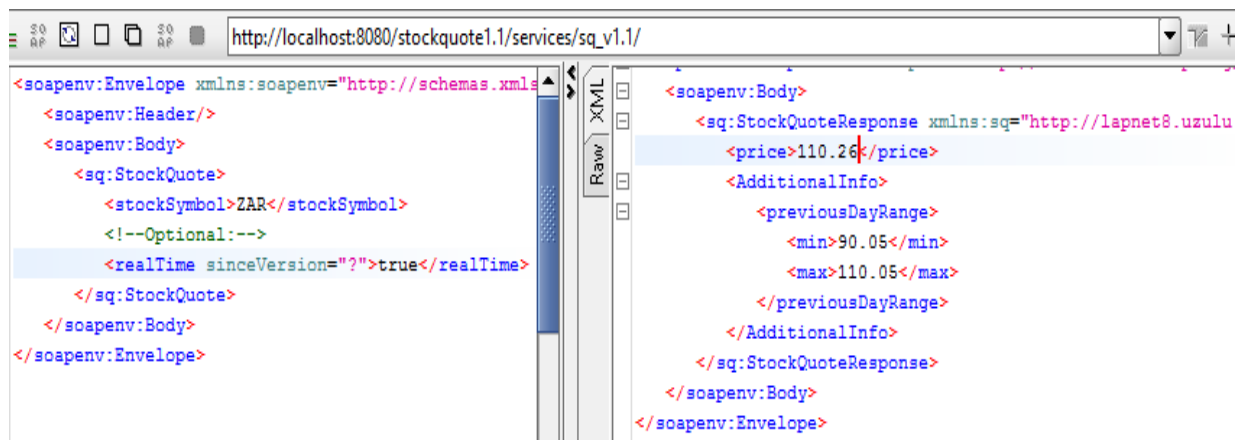 http://localhost:8080/stockquote1.1/services/sq_v1.1/
<soapenv:Envelope xmlns:soapenv="http://schemas.xmls
<soapenv:Header/>
<soapenv:Body>
<sq:StockQuote>
<stockSymbol>ZAR</stockSymbol>
<!--Optional:-->
<realTime sinceVersion="?">true</realTime>
</sq:StockQuote>
</soapenv:Body>
</soapenv:Envelope>
XML
Raw
<soapenv:Body>
<sq:StockQuoteResponse xmlns:sq="http://lapnet8.uzulu
<price>110.26</price>
<AdditionalInfo>
<previousDayRange>
<min>90.05</min>
<max>110.05</max>
</previousDayRange>
</AdditionalInfo>
</sq:StockQuoteResponse>
</soapenv:Body>
</soapenv:Envelope>